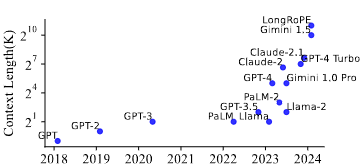 LongRoPE
Gimini 1.5
Claude-2.1
GPT-4 Turbo
Claude-2
GPT-4
Gimini 1.0 Pro
PaLM-2
GPT-3.5
Llama-2
GPT-3
PaLM
Llama
GPT-2
GPT
Context Length(K)
2^10
2^7
2^4
2^1
2018 2019 2020 2021 2022 2023 2024